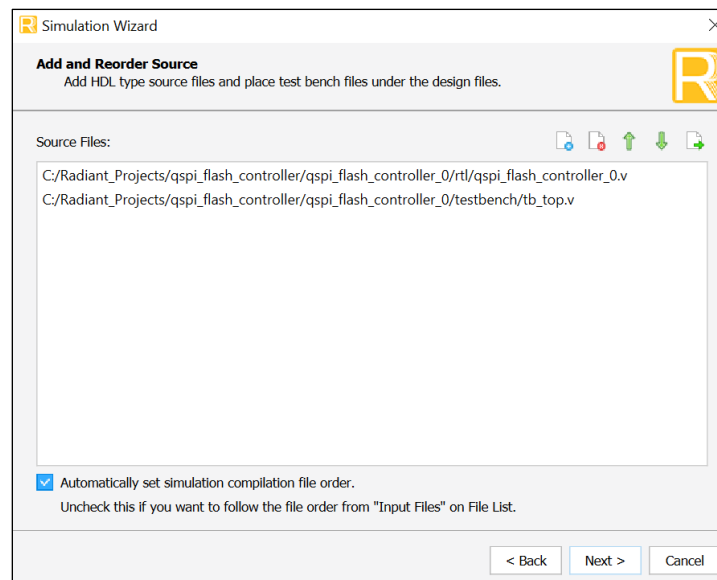 Simulation Wizard
Add and Reorder Source
Add HDL type source files and place test bench files under the design files.
Source Files:
C:/Radiant_Projects/qspi_flash_controller/qspi_flash_controller_0/rtl/qspi_flash_controller_0.v
C:/Radiant_Projects/qspi_flash_controller/qspi_flash_controller_0/testbench/tb_top.v
Automatically set simulation compilation file order.
Uncheck this if you want to follow the file order from "Input Files" on File List.
< Back Next > Cancel